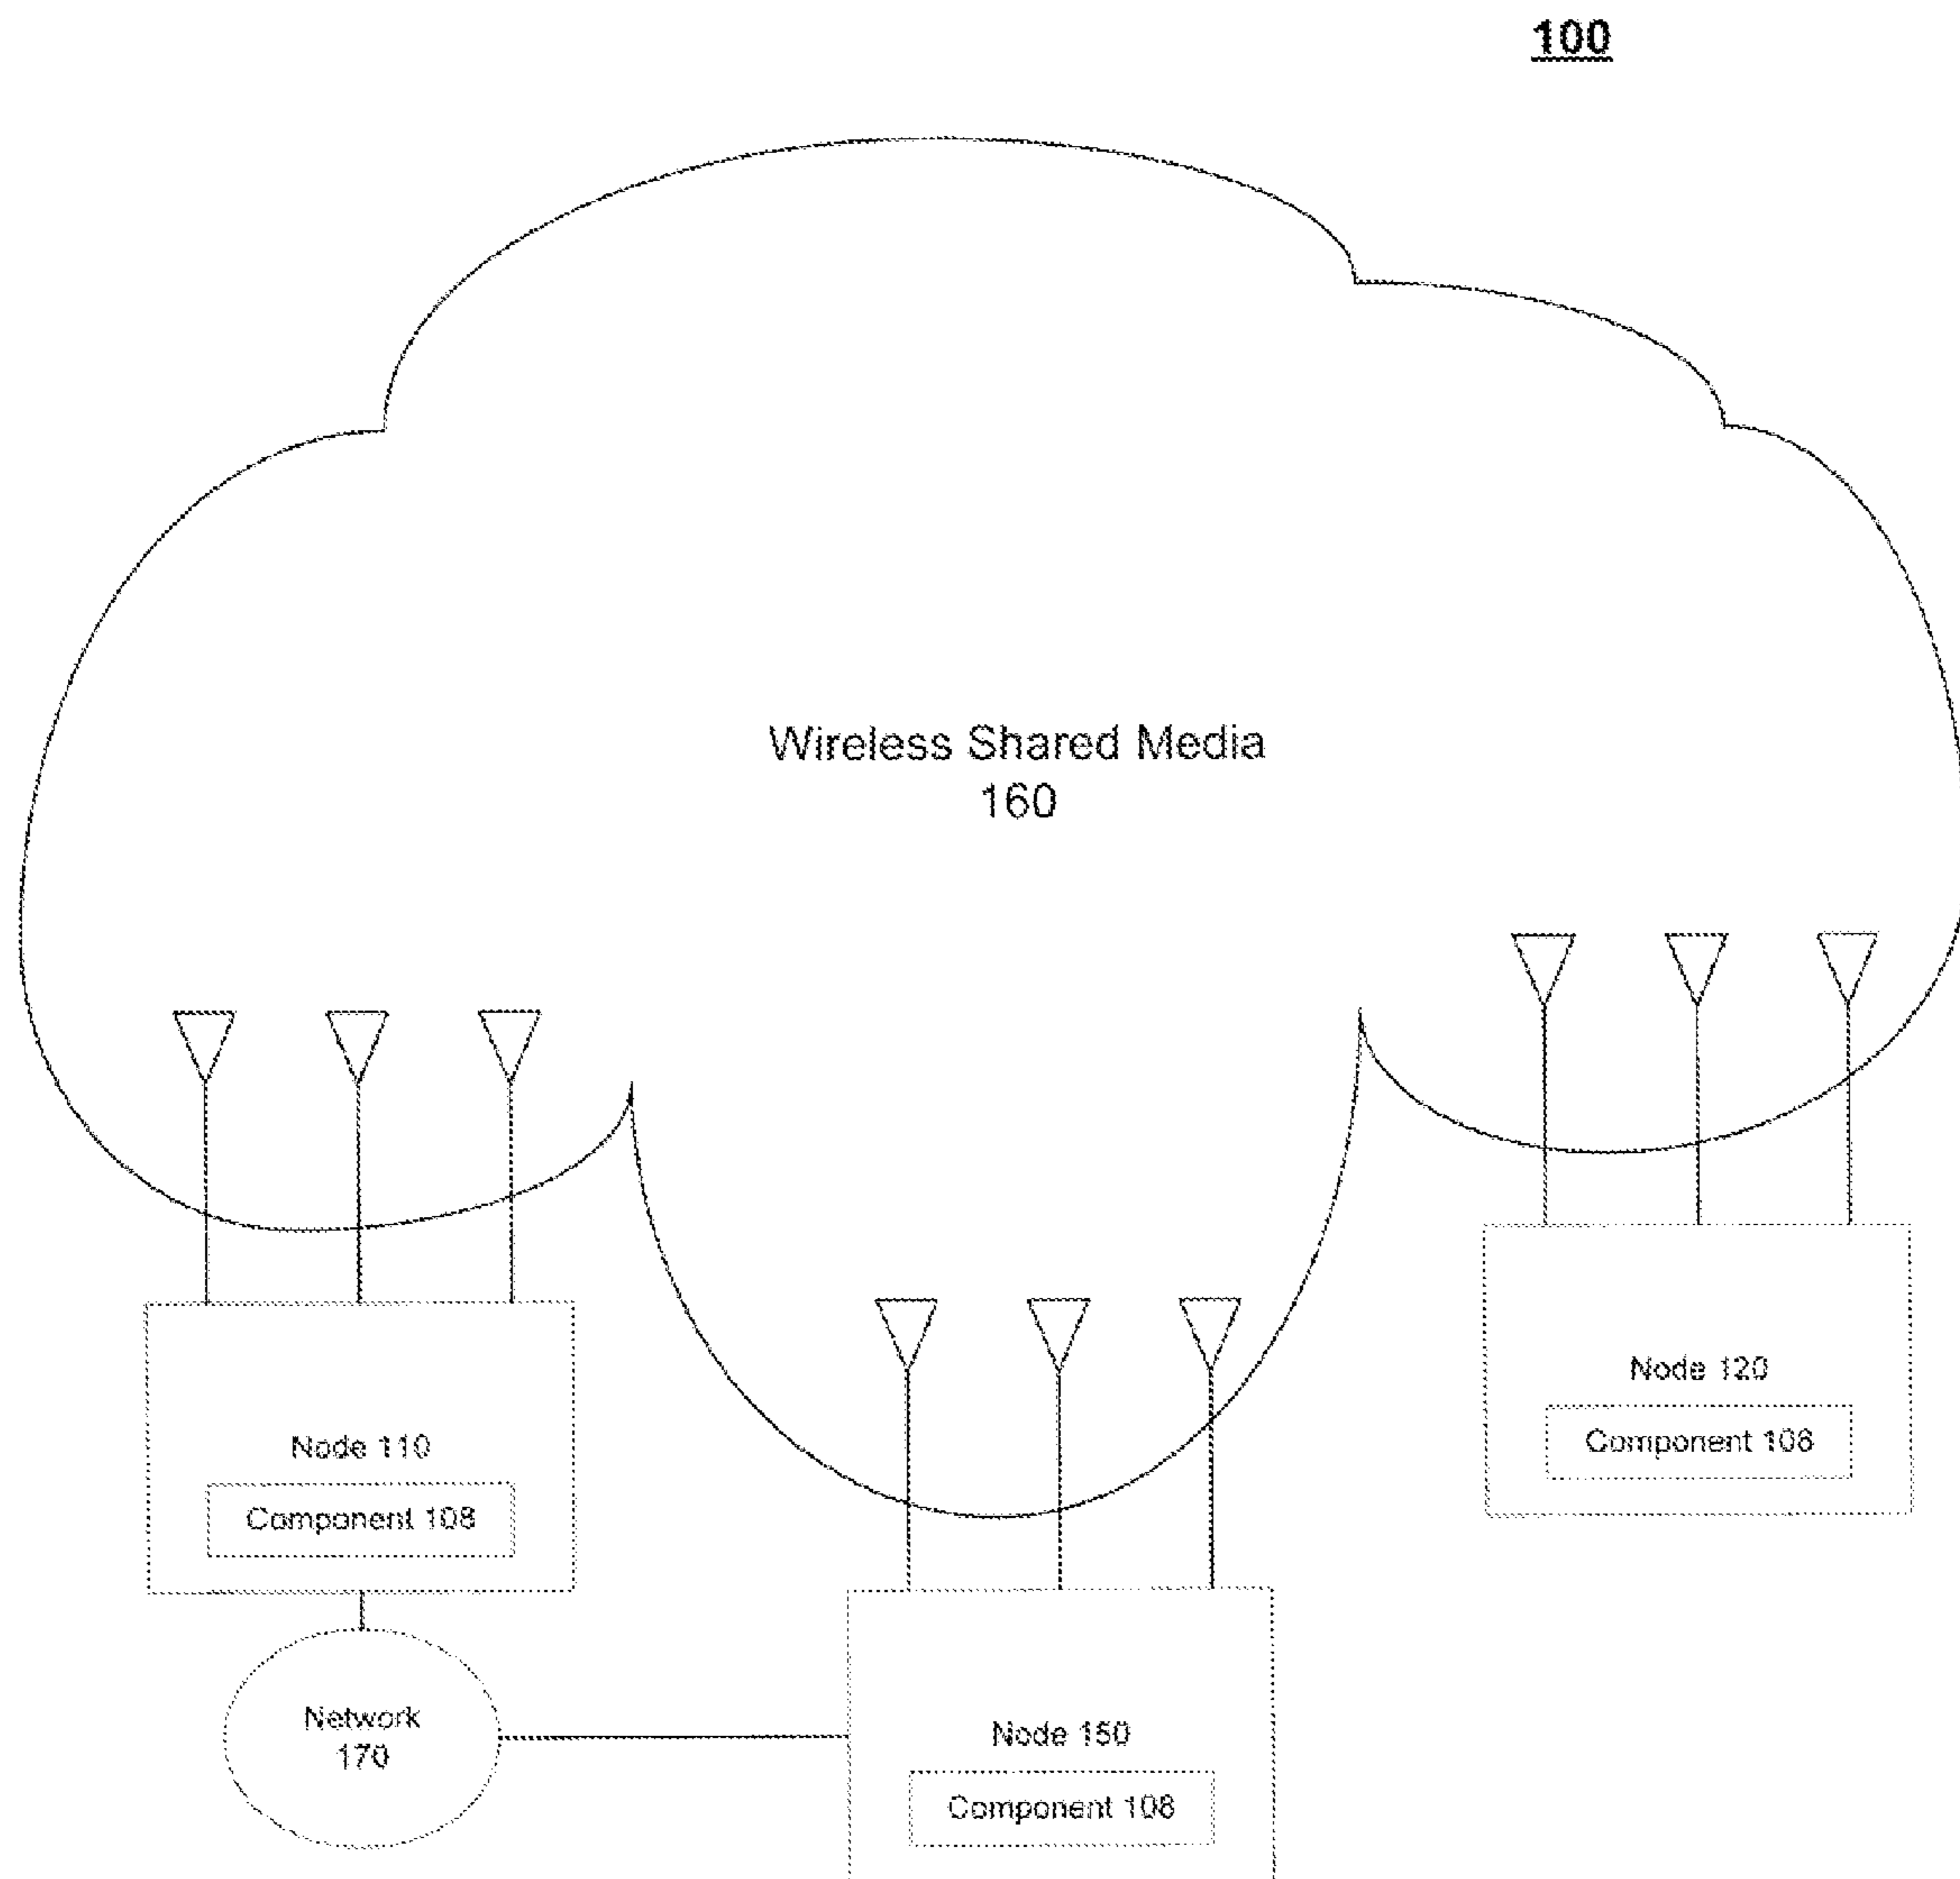 100
Wireless Shared Media
160
Node 120
Component 108
Node 110
Component 108
Network
170
Node 150
Component 108